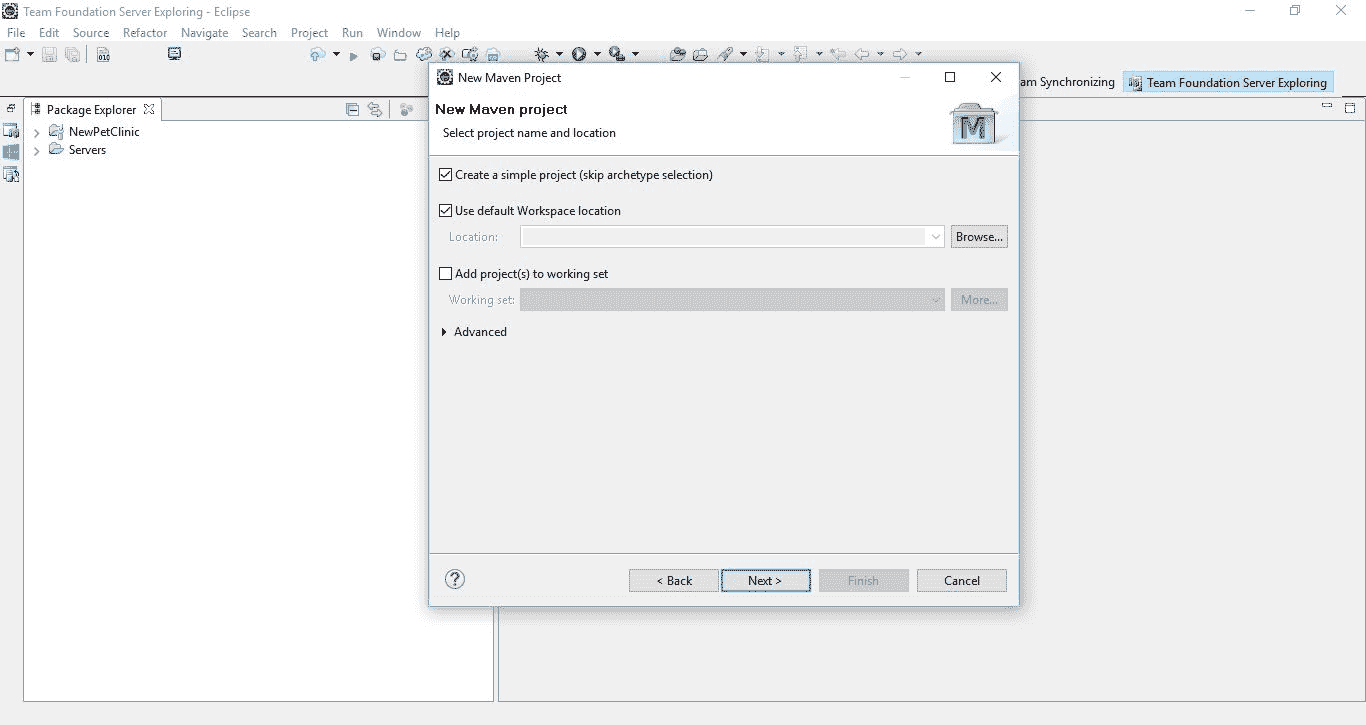 Team Foundation Server Exploring - Eclipse
File Edit Source Refactor Navigate Search Project Run Window Help
010
New Maven Project
am Synchronizing
Team Foundation Server Exploring
Package Explorer
New Maven project
Select project name and location
M
NewPetClinic
Servers
Create a simple project (skip archetype selection)
Use default Workspace location
Location:
Browse...
Add project(s) to working set
Working set:
More...
Advanced
?
< Back
Next >
Finish
Cancel